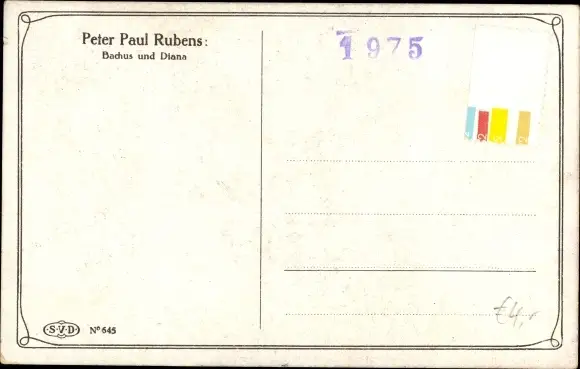 Peter Paul Rubens:
Bachus und Diana
1975
€4,-
S.V.D. Nº 645